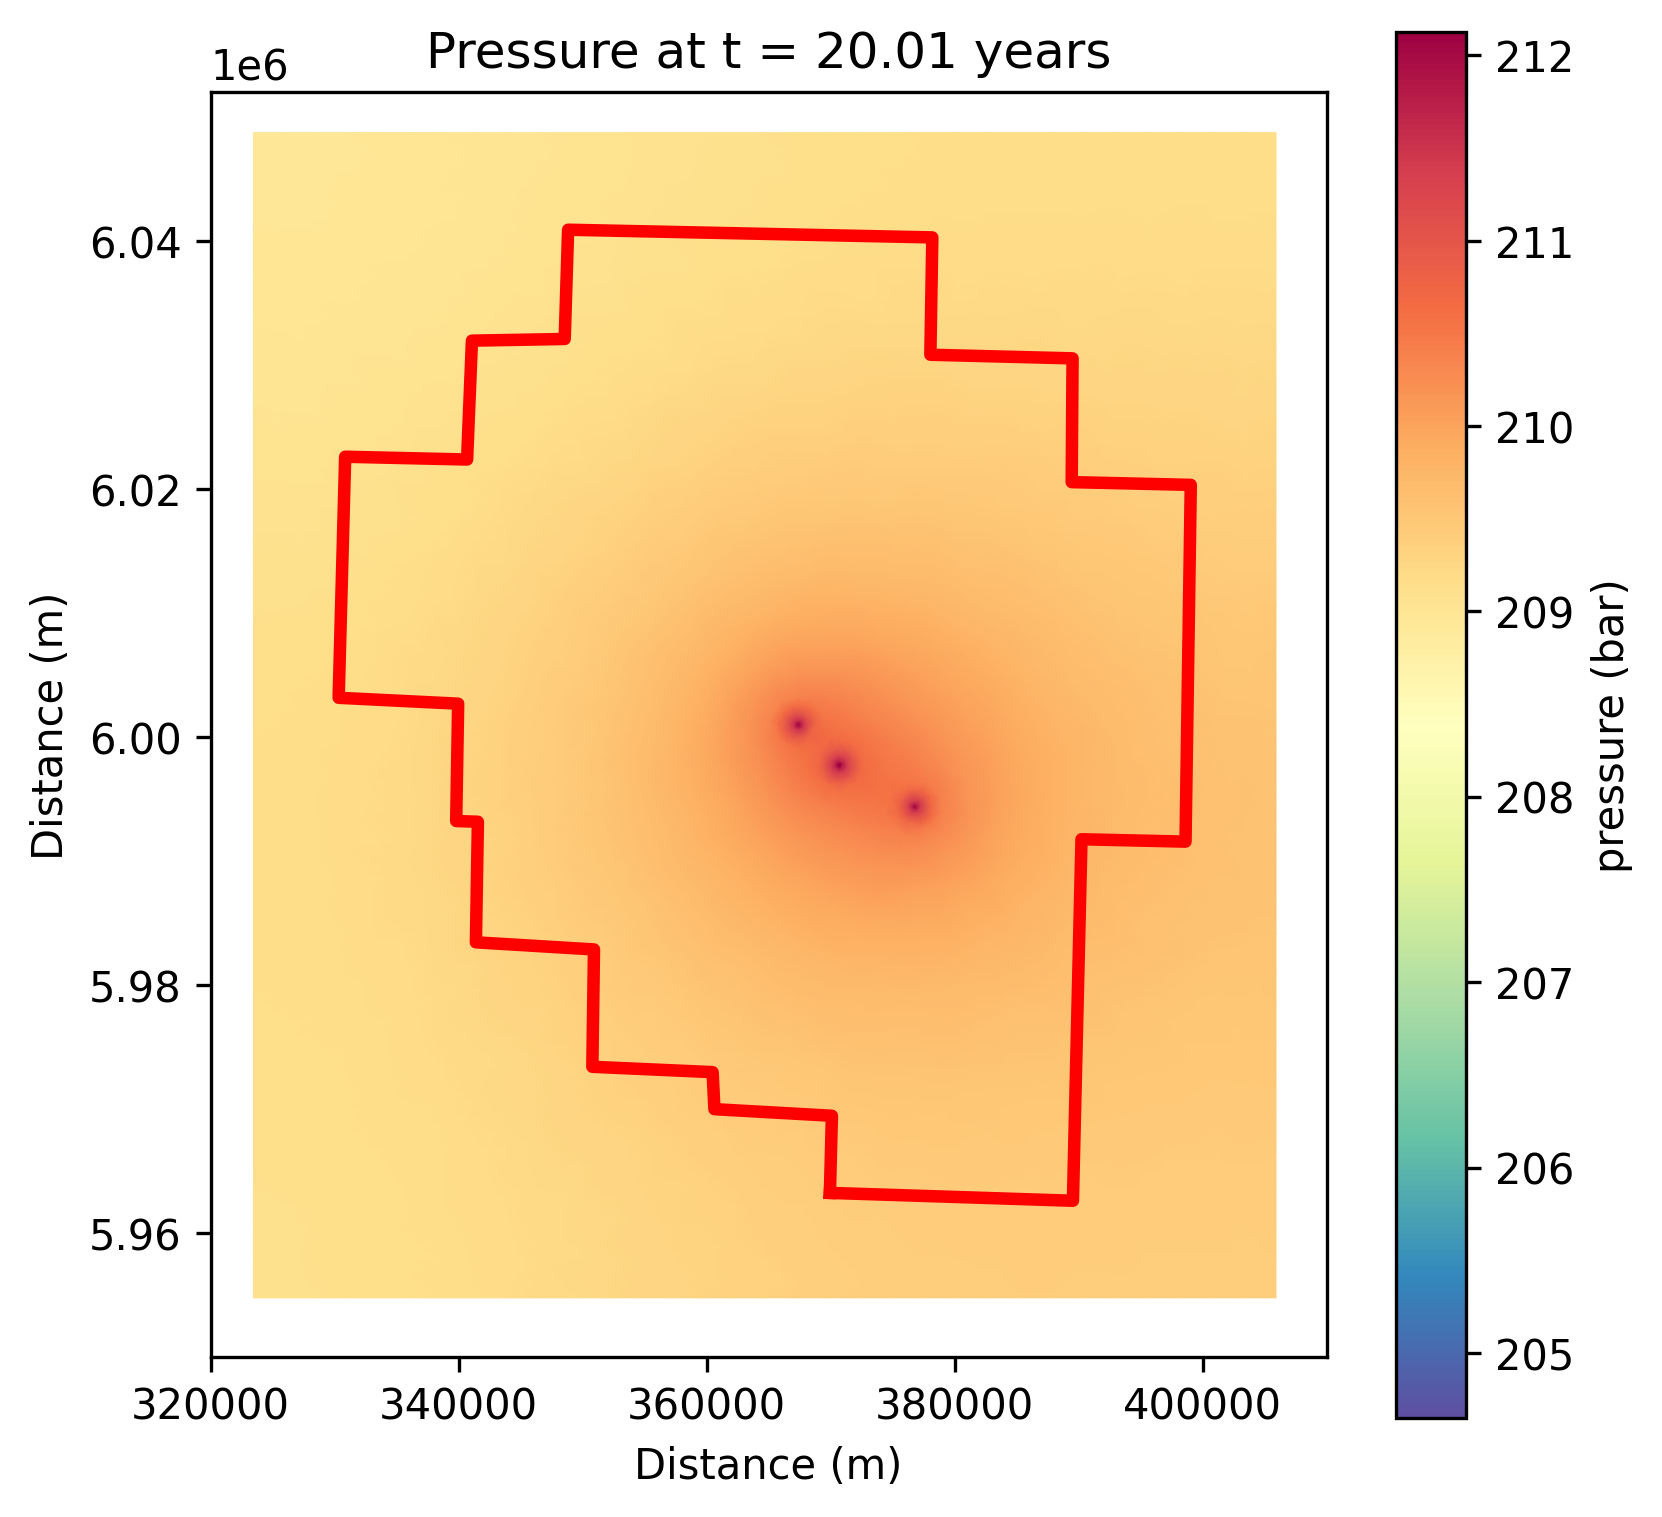 Pressure at t = 20.01 years
1e6
6.04
6.02
6.00
5.98
5.96
Distance (m)
320000 340000 360000 380000 400000
Distance (m)
212
211
210
209
208
207
206
205
pressure (bar)